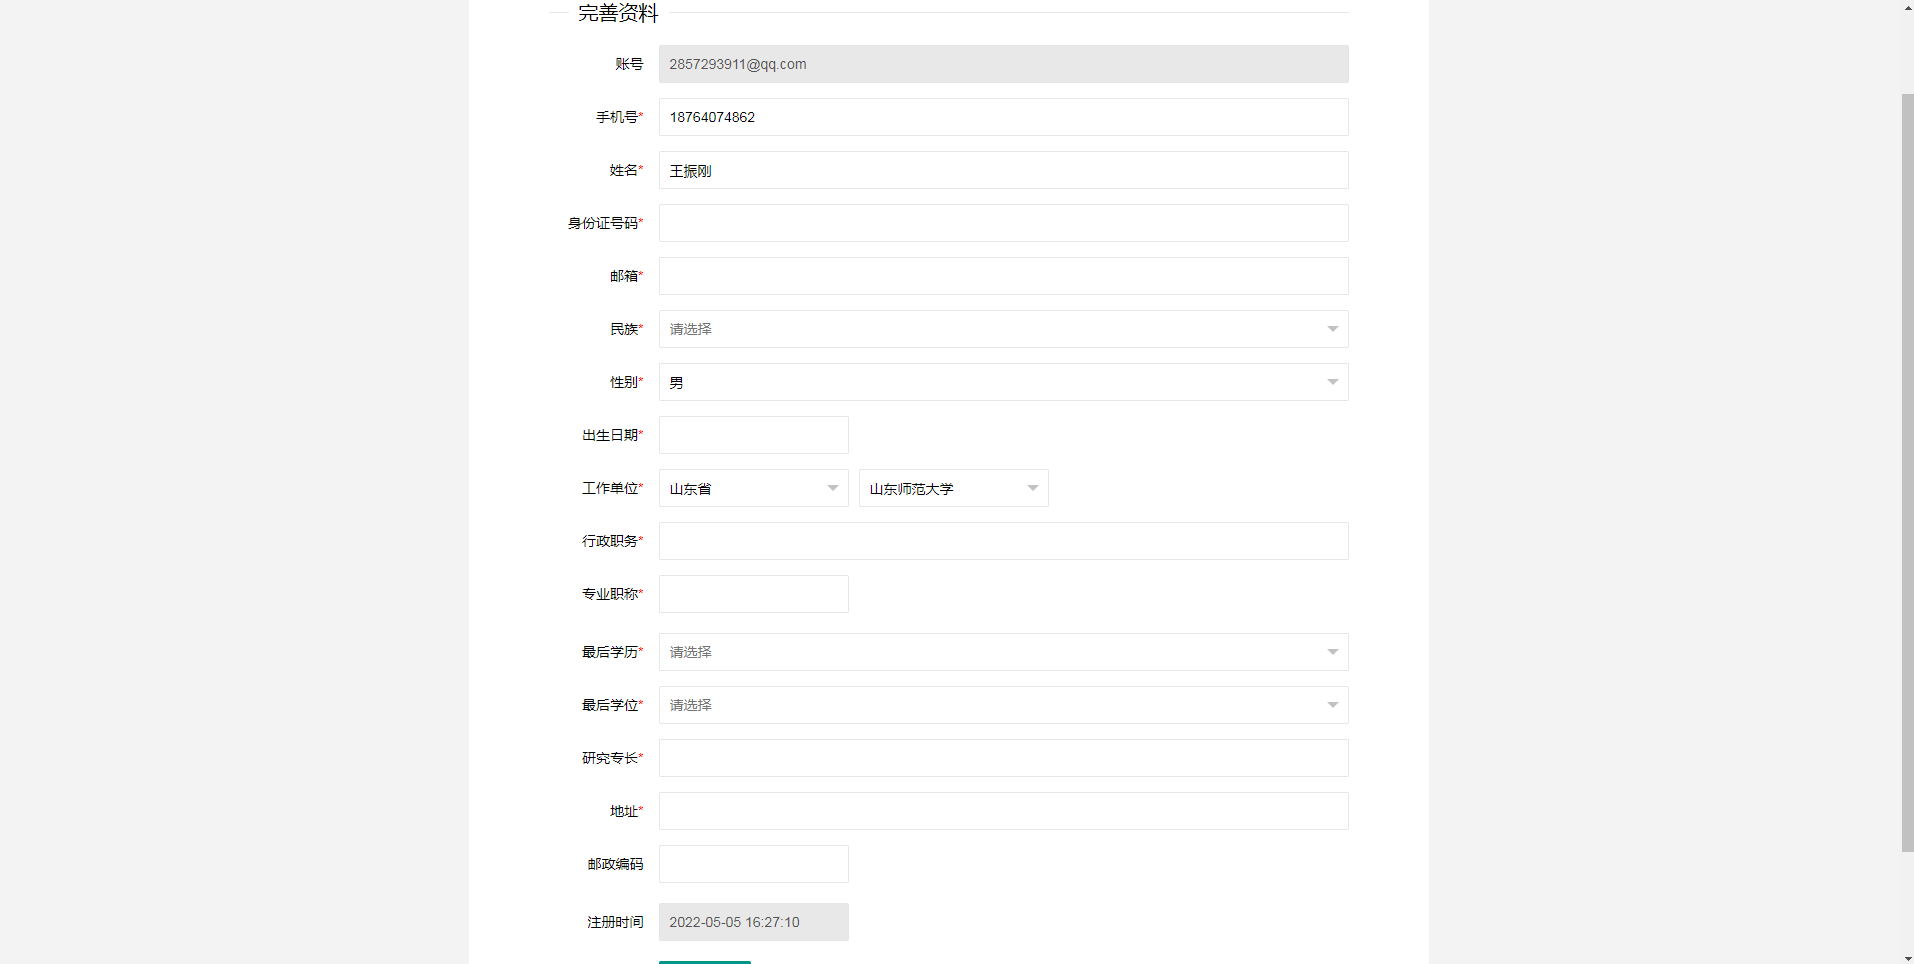 完善资料
账号 2857293911@qq.com
手机号* 18764074862
姓名* 王振刚
身份证号码*
邮箱*
民族* 请选择
性别* 男
出生日期*
工作单位* 山东省 山东师范大学
行政职务*
专业职称*
最后学历* 请选择
最后学位* 请选择
研究专长*
地址*
邮政编码
注册时间 2022-05-05 16:27:10